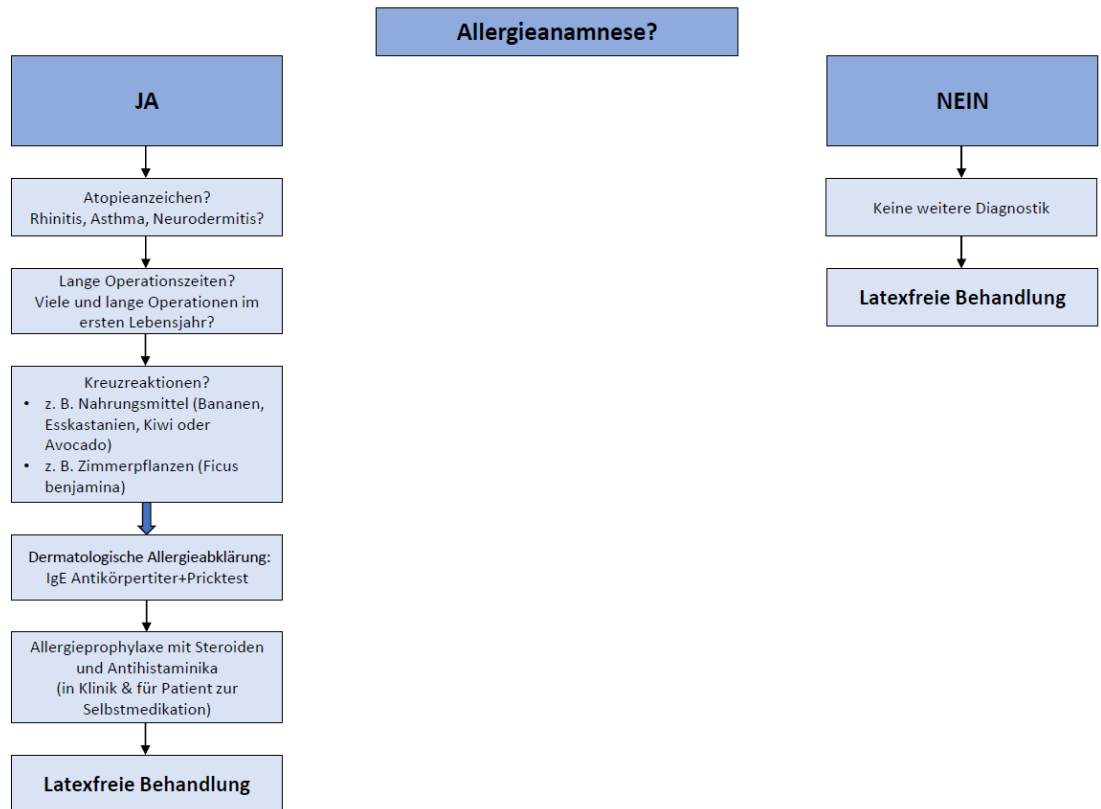 Allergieanamnese?
JA
Atopieanzeichen?
Rhinitis, Asthma, Neurodermitis?
Lange Operationszeiten?
Viele und lange Operationen im
ersten Lebensjahr?
Kreuzreaktionen?
• z. B. Nahrungsmittel (Bananen,
Esskastanien, Kiwi oder
Avocado)
• z. B. Zimmerpflanzen (Ficus
benjamina)
Dermatologische Allergieabklärung:
IgE Antikörpertiter+Pricktest
Allergieprophylaxe mit Steroiden
und Antihistaminika
(in Klinik & für Patient zur
Selbstmedikation)
Latexfreie Behandlung
NEIN
Keine weitere Diagnostik
Latexfreie Behandlung